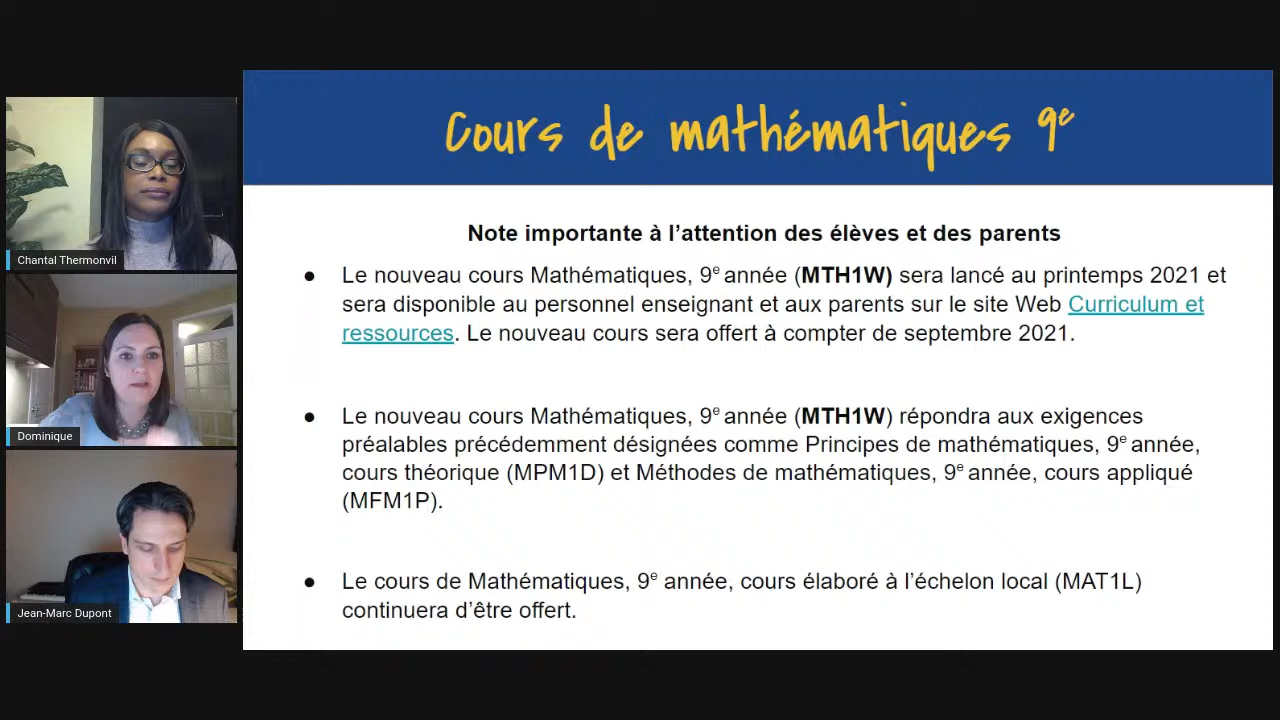 Cours de mathématiques 9e
Note importante à l'attention des élèves et des parents
● Le nouveau cours Mathématiques, 9e année (MTH1W) sera lancé au printemps 2021 et
sera disponible au personnel enseignant et aux parents sur le site Web Curriculum et
ressources. Le nouveau cours sera offert à compter de septembre 2021.
● Le nouveau cours Mathématiques, 9e année (MTH1W) répondra aux exigences
préalables précédemment désignées comme Principes de mathématiques, 9e année,
cours théorique (MPM1D) et Méthodes de mathématiques, 9e année, cours appliqué
(MFM1P).
● Le cours de Mathématiques, 9e année, cours élaboré à l'échelon local (MAT1L)
continuera d'être offert.
Chantal Thermonvil
Dominique
Jean-Marc Dupont